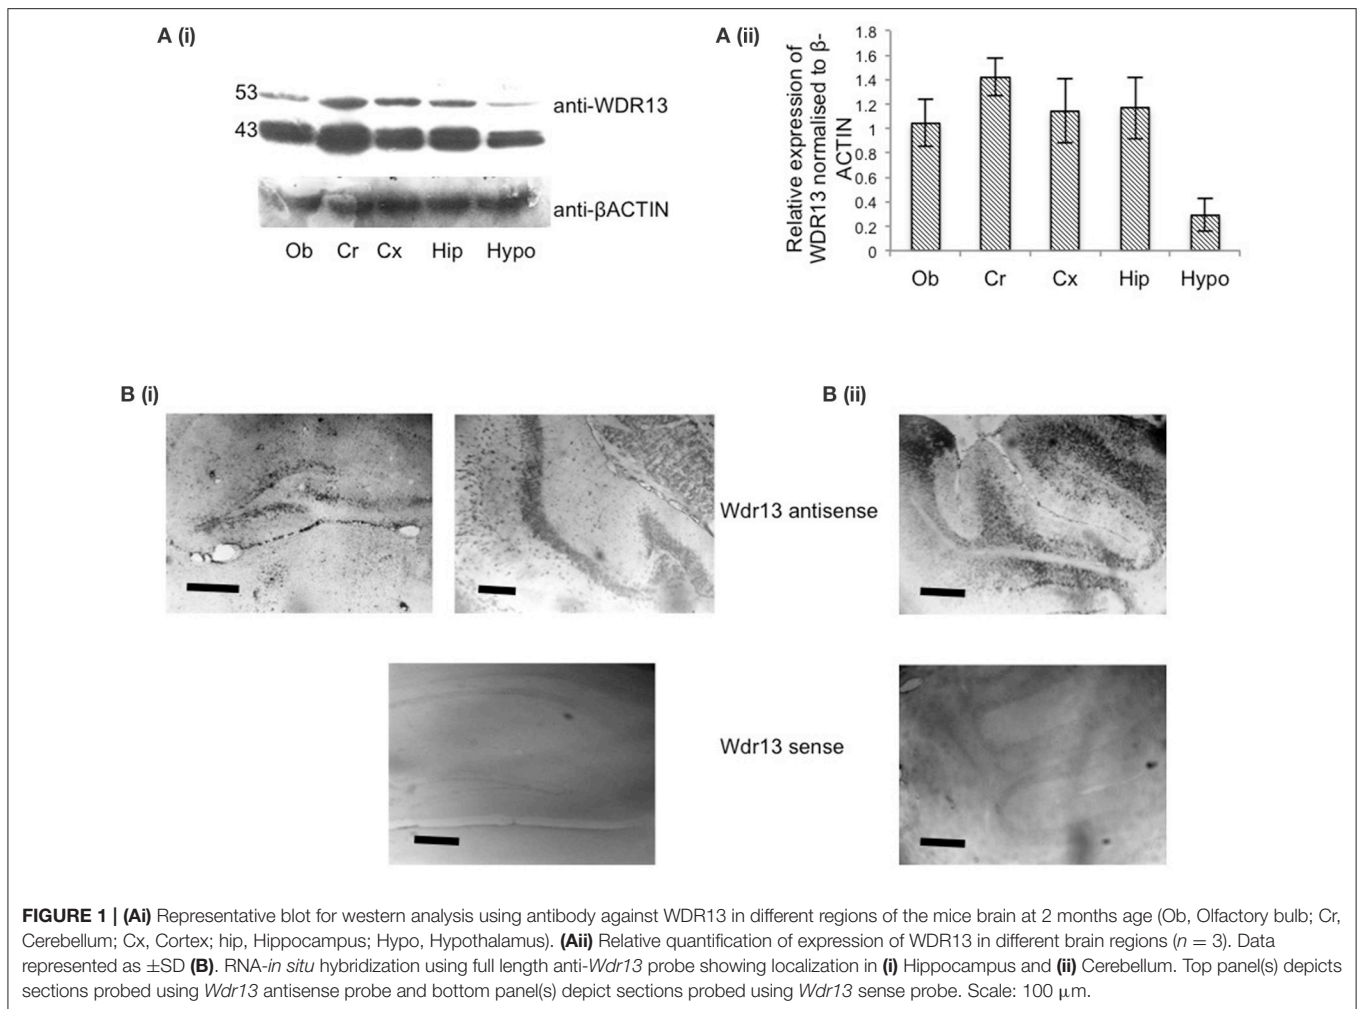 A (i)
53
43
anti-WDR13
anti-βACTIN
Ob Cr Cx Hip Hypo
A (ii)
Relative expression of
WDR13 normalised to β-
ACTIN
1.8
1.6
1.4
1.2
1
0.8
0.6
0.4
0.2
0
Ob Cr Cx Hip Hypo
B (i)
B (ii)
Wdr13 antisense
Wdr13 sense
FIGURE 1 | (Ai) Representative blot for western analysis using antibody against WDR13 in different regions of the mice brain at 2 months age (Ob, Olfactory bulb; Cr,
Cerebellum; Cx, Cortex; hip, Hippocampus; Hypo, Hypothalamus). (Aii) Relative quantification of expression of WDR13 in different brain regions (n = 3). Data
represented as ±SD (B). RNA-in situ hybridization using full length anti-Wdr13 probe showing localization in (i) Hippocampus and (ii) Cerebellum. Top panel(s) depicts
sections probed using Wdr13 antisense probe and bottom panel(s) depict sections probed using Wdr13 sense probe. Scale: 100 μm.